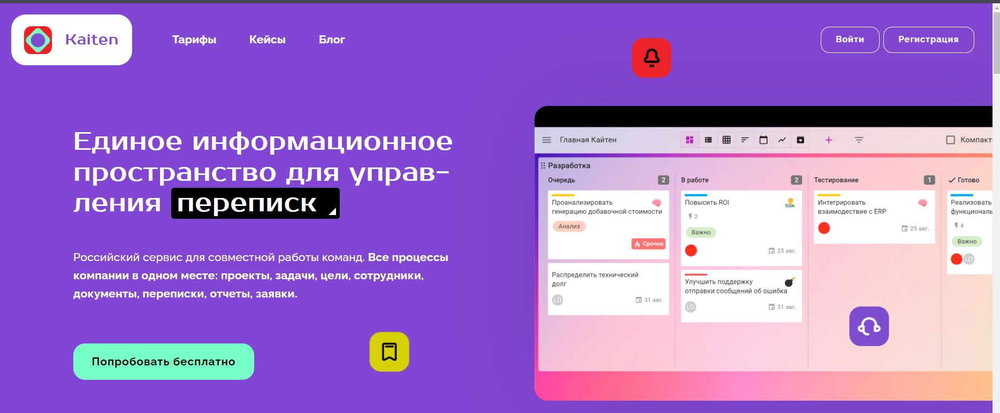 Kaiten
Тарифы
Кейсы
Блог
Войти
Регистрация
Единое информационное
пространство для управ-
ления переписк
Российский сервис для совместной работы команд. Все процессы
компании в одном месте: проекты, задачи, цели, сотрудники,
документы, переписки, отчеты, заявки.
Попробовать бесплатно
Главная Кайтен
Компакт
Разработка
Очередь 2
Проанализировать
генерацию добавочной стоимости
Анализ
Срочно
Распределить технический
долг
LD
31 авг.
В работе 2
Повысить ROI
2
Важно
25 авг.
Улучшить поддержку
отправки сообщений об ошибка
LD
31 авг.
Тестирование 1
Интегрировать
взаимодествие с ERP
25 авг.
Готово
Реализовать
функциональ
4
Важно
LD